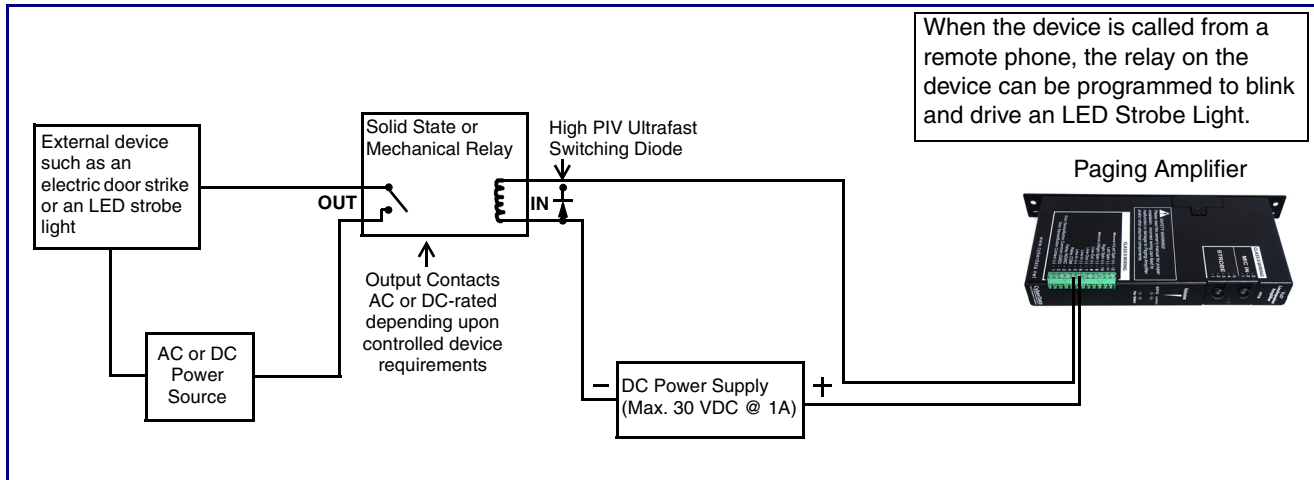 When the device is called from a
remote phone, the relay on the
device can be programmed to blink
and drive an LED Strobe Light.
Paging Amplifier
External device
such as an
electric door strike
or an LED strobe
light
Solid State or
Mechanical Relay
High PIV Ultrafast
Switching Diode
OUT
IN
Output Contacts
AC or DC-rated
depending upon
controlled device
requirements
AC or DC
Power
Source
–
DC Power Supply
(Max. 30 VDC @ 1A)
+
STROBE
MIC IN